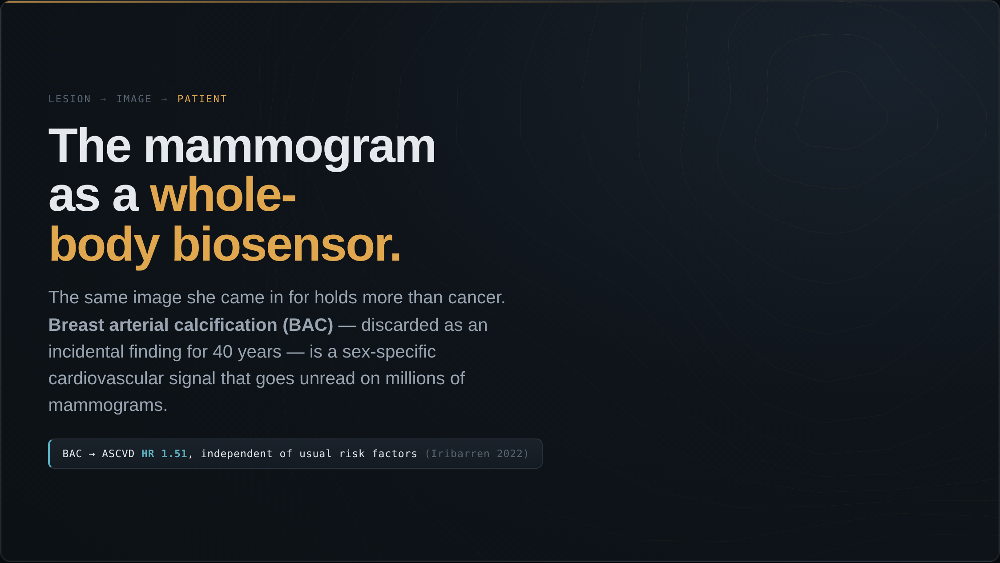 LESION → IMAGE → PATIENT
The mammogram
as a whole-
body biosensor.
The same image she came in for holds more than cancer.
Breast arterial calcification (BAC) — discarded as an
incidental finding for 40 years — is a sex-specific
cardiovascular signal that goes unread on millions of
mammograms.
BAC → ASCVD HR 1.51, independent of usual risk factors (Iribarren 2022)